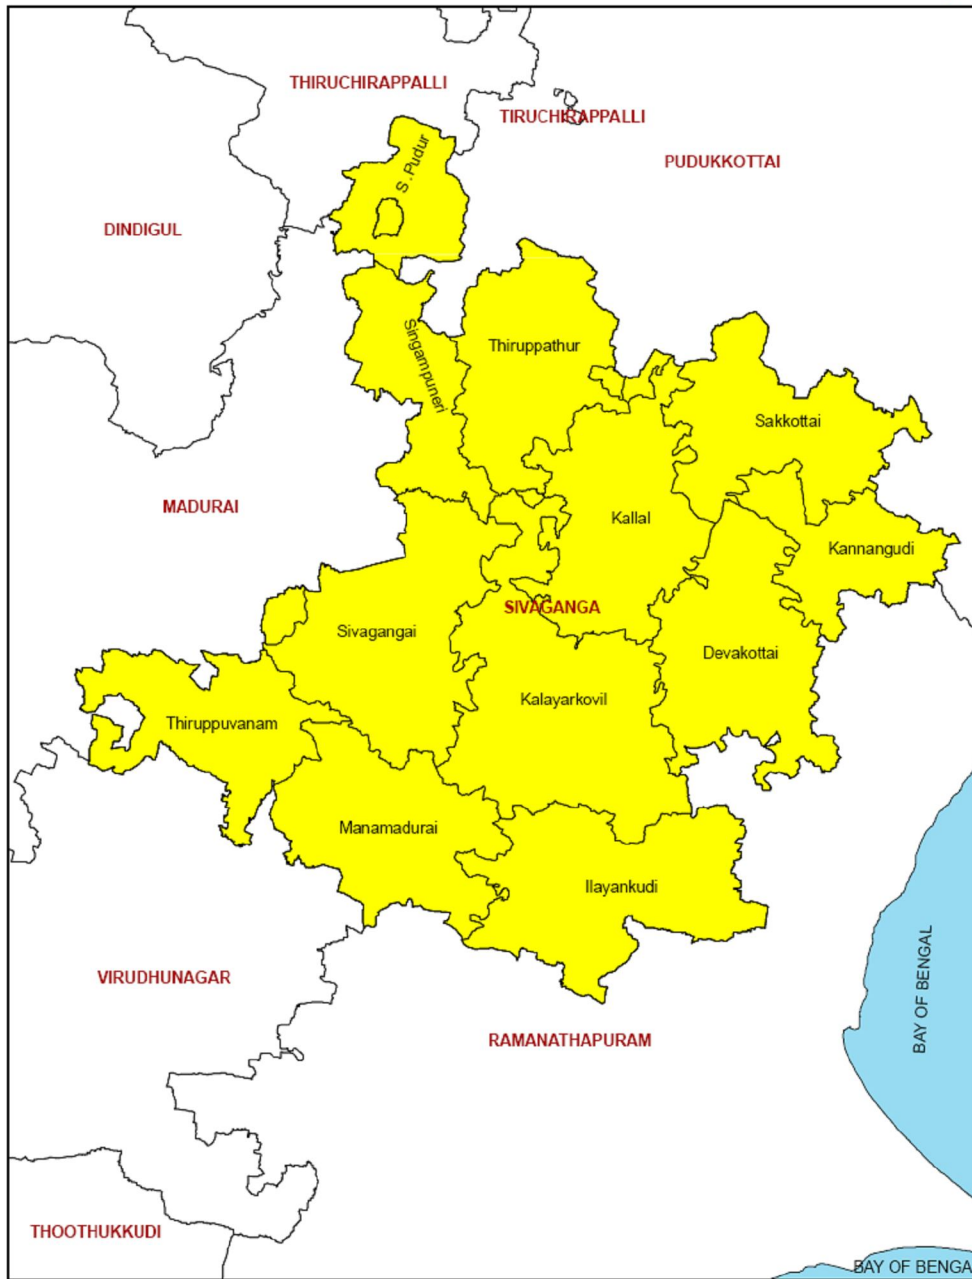 THIRUCHIRAPPALLI
TIRUCHIRAPPALLI
PUDUKKOTTAI
S.Pudur
DINDIGUL
Singampuneri
Thiruppathur
Sakkottai
MADURAI
Kallal
Kannangudi
SIVAGANGA
Sivagangai
Devakottai
Kalayarkovil
Thiruppuvanam
Manamadurai
Ilayankudi
BAY OF BENGAL
VIRUDHUNAGAR
RAMANATHAPURAM
THOOTHUKKUDI
BAY OF BENGA